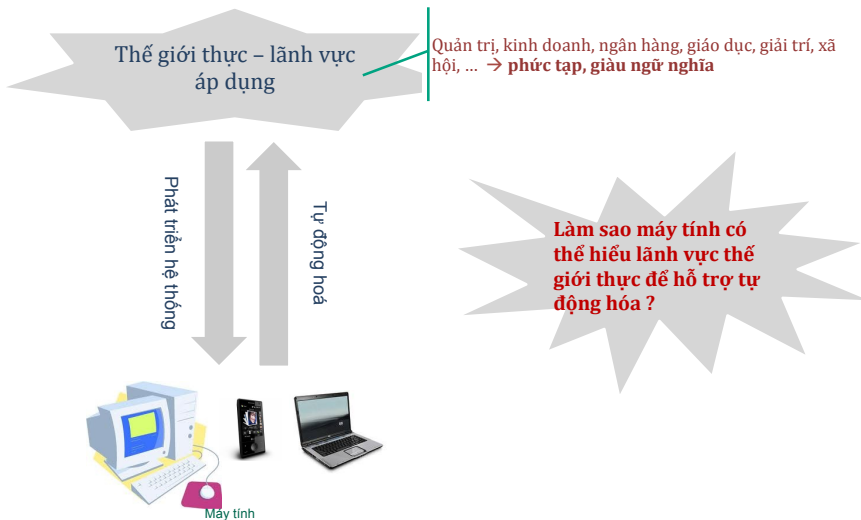 Thế giới thực – lãnh vực
áp dụng
Quản trị, kinh doanh, ngân hàng, giáo dục, giải trí, xã
hội, … → phức tạp, giàu ngữ nghĩa
Phát triển hệ thống
Tự động hoá
Làm sao máy tính có
thể hiểu lãnh vực thế
giới thực để hỗ trợ tự
động hóa ?
Máy tính